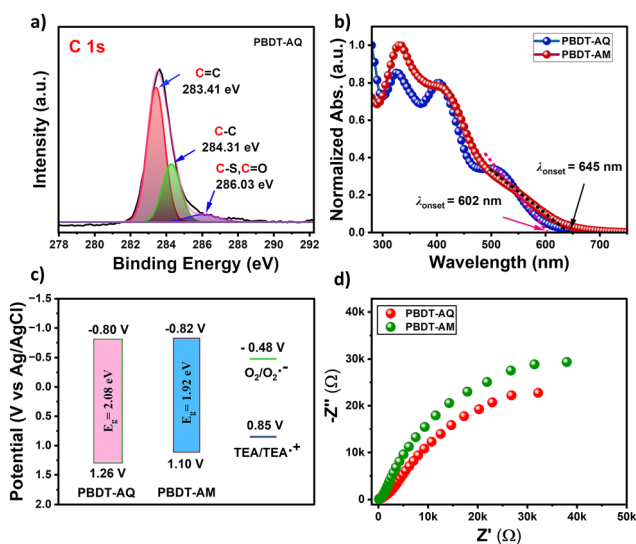 a)
C 1s
PBDT-AQ
C=C
283.41 eV
C-C
284.31 eV
C-S,C=O
286.03 eV
Intensity (a.u.)
278 280 282 284 286 288 290 292
Binding Energy (eV)
b)
PBDT-AQ
PBDT-AM
λonset = 645 nm
λonset = 602 nm
Normalized Abs. (a.u.)
1.0
0.8
0.6
0.4
0.2
0.0
300 400 500 600 700
Wavelength (nm)
c)
Potential (V vs Ag/AgCl)
-1.5
-1.0
-0.5
0.0
0.5
1.0
1.5
2.0
-0.80 V
-0.82 V
- 0.48 V
O₂/O₂·⁻
Eg = 2.08 eV
Eg = 1.92 eV
0.85 V
TEA/TEA·⁺
1.26 V
1.10 V
PBDT-AQ
PBDT-AM
d)
PBDT-AQ
PBDT-AM
-Z'' (Ω)
40k
30k
20k
10k
0
0 10k 20k 30k 40k 50k
Z' (Ω)